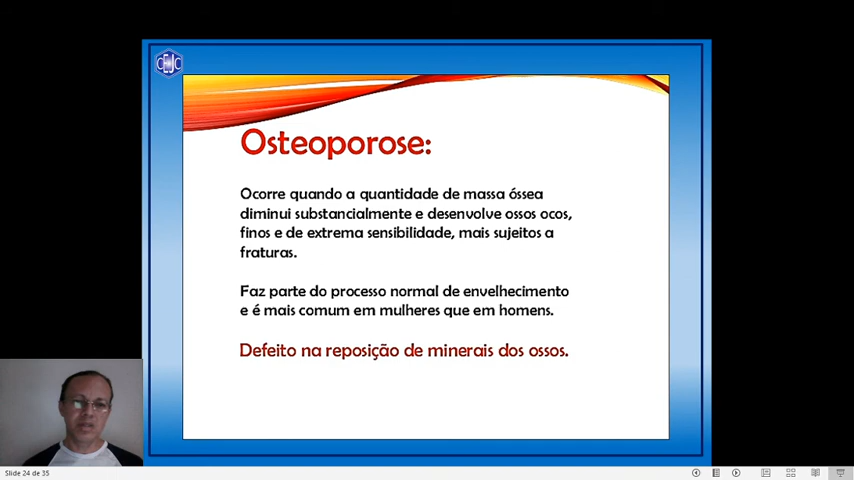 CEJC
Osteoporose:
Ocorre quando a quantidade de massa óssea
diminui substancialmente e desenvolve ossos ocos,
finos e de extrema sensibilidade, mais sujeitos a
fraturas.
Faz parte do processo normal de envelhecimento
e é mais comum em mulheres que em homens.
Defeito na reposição de minerais dos ossos.
Slide 24 de 35